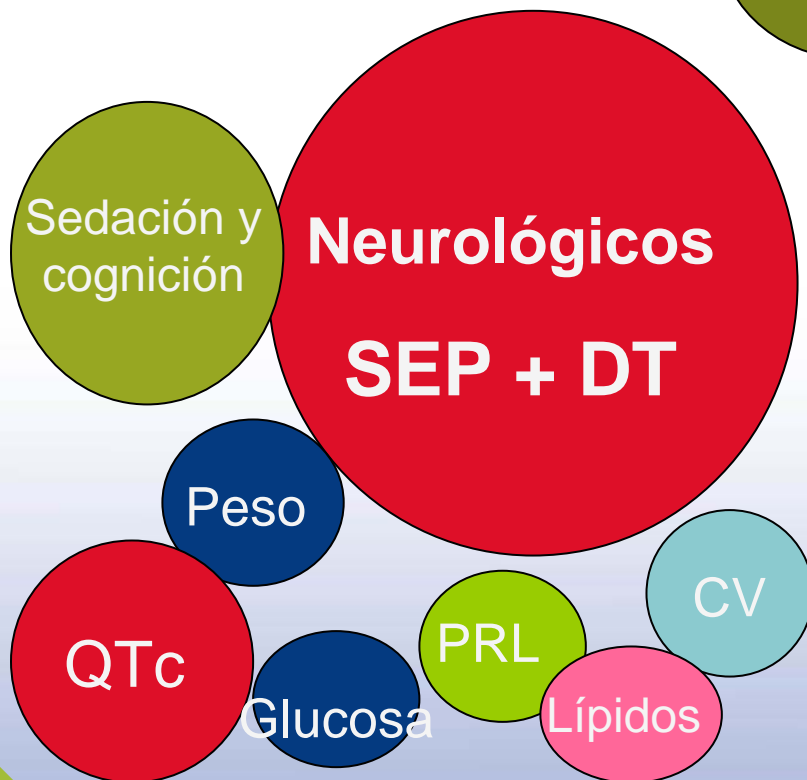 Sedación y
cognición
Neurológicos
SEP + DT
Peso
QTc
Glucosa
PRL
CV
Lípidos